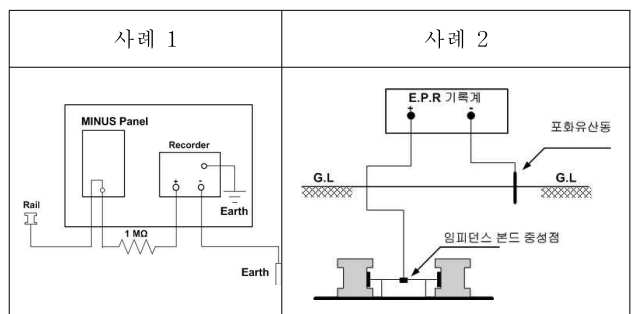 사례 1
사례 2
MINUS Panel
Recorder
+ -
Earth
Rail
1 MΩ
Earth
E.P.R 기록계
+ -
포화유산동
G.L
G.L
임피던스 본드 중성점